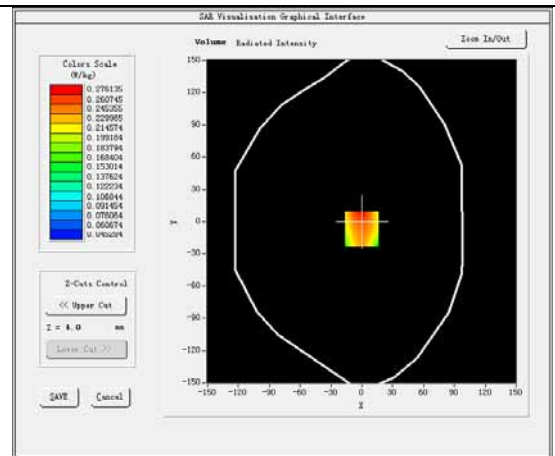 SAR Visualisation Graphical Interface
Volume Radiated Intensity
Zoom In/Out
Colors Scale
(W/kg)
0.276135
0.260745
0.245355
0.229965
0.214574
0.199184
0.183794
0.168404
0.153014
0.137624
0.122234
0.106844
0.091454
0.076064
0.060674
0.045284
150
120
90
60
30
0
-30
-60
-90
-120
-150
Y
-150 -120 -90 -60 -30 0 30 60 90 120 150
X
Z-Cuts Control
<< Upper Cut
Z = 4.0 mm
Lower Cut >>
SAVE Cancel